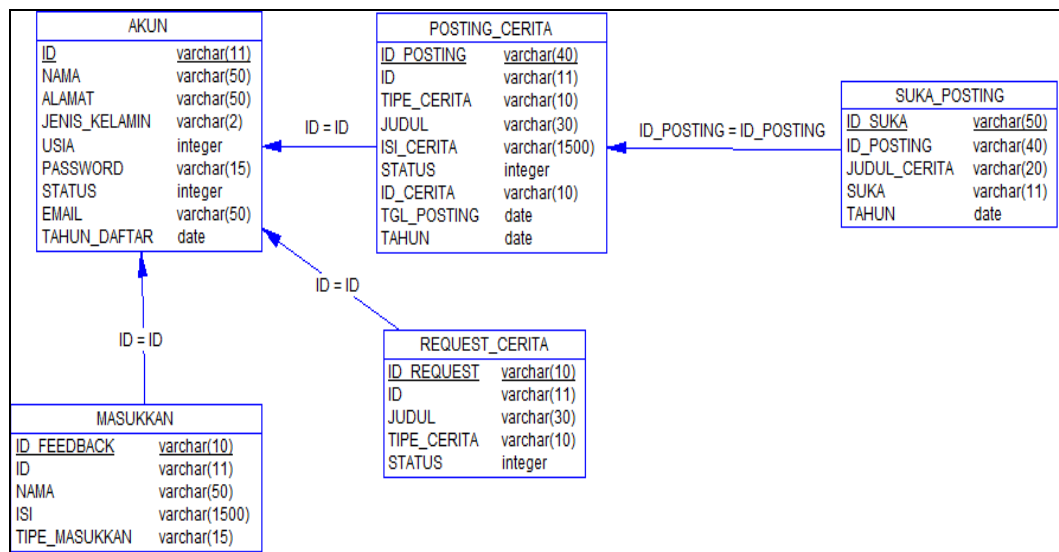 AKUN
ID varchar(11)
NAMA varchar(50)
ALAMAT varchar(50)
JENIS_KELAMIN varchar(2)
USIA integer
PASSWORD varchar(15)
STATUS integer
EMAIL varchar(50)
TAHUN_DAFTAR date
ID = ID
POSTING_CERITA
ID_POSTING varchar(40)
ID varchar(11)
TIPE_CERITA varchar(10)
JUDUL varchar(30)
ISI_CERITA varchar(1500)
STATUS integer
ID_CERITA varchar(10)
TGL_POSTING date
TAHUN date
ID_POSTING = ID_POSTING
SUKA_POSTING
ID_SUKA varchar(50)
ID_POSTING varchar(40)
JUDUL_CERITA varchar(20)
SUKA varchar(11)
TAHUN date
ID = ID
ID = ID
REQUEST_CERITA
ID_REQUEST varchar(10)
ID varchar(11)
JUDUL varchar(30)
TIPE_CERITA varchar(10)
STATUS integer
MASUKKAN
ID_FEEDBACK varchar(10)
ID varchar(11)
NAMA varchar(50)
ISI varchar(1500)
TIPE_MASUKKAN varchar(15)